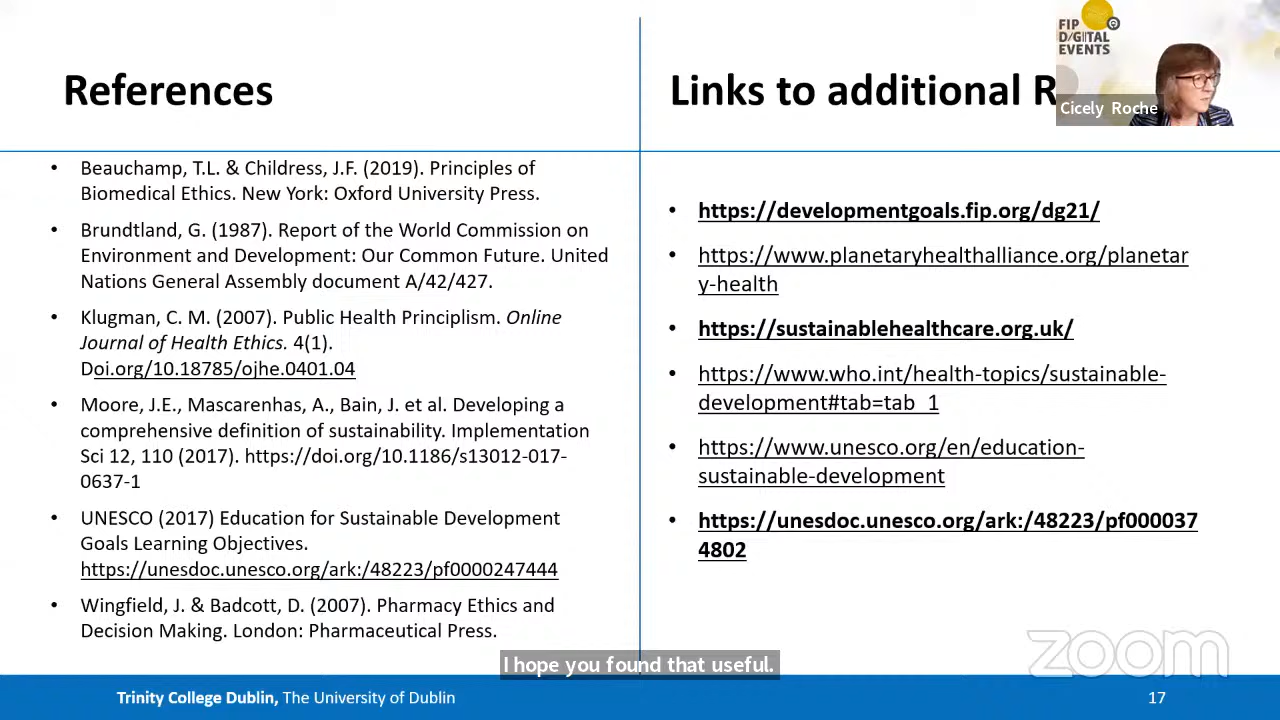 References
Beauchamp, T.L. & Childress, J.F. (2019). Principles of
Biomedical Ethics. New York: Oxford University Press.
Brundtland, G. (1987). Report of the World Commission on
Environment and Development: Our Common Future. United
Nations General Assembly document A/42/427.
Klugman, C. M. (2007). Public Health Principlism. Online
Journal of Health Ethics. 4(1).
Doi.org/10.18785/ojhe.0401.04
Moore, J.E., Mascarenhas, A., Bain, J. et al. Developing a
comprehensive definition of sustainability. Implementation
Sci 12, 110 (2017). https://doi.org/10.1186/s13012-017-
0637-1
UNESCO (2017) Education for Sustainable Development
Goals Learning Objectives.
https://unesdoc.unesco.org/ark:/48223/pf0000247444
Wingfield, J. & Badcott, D. (2007). Pharmacy Ethics and
Decision Making. London: Pharmaceutical Press.
Links to additional R
https://developmentgoals.fip.org/dg21/
https://www.planetaryhealthalliance.org/planetar
y-health
https://sustainablehealthcare.org.uk/
https://www.who.int/health-topics/sustainable-
development#tab=tab_1
https://www.unesco.org/en/education-
sustainable-development
https://unesdoc.unesco.org/ark:/48223/pf000037
4802
FIP
DIGITAL
EVENTS
Cicely Roche
zoom
I hope you found that useful.
Trinity College Dublin, The University of Dublin
17